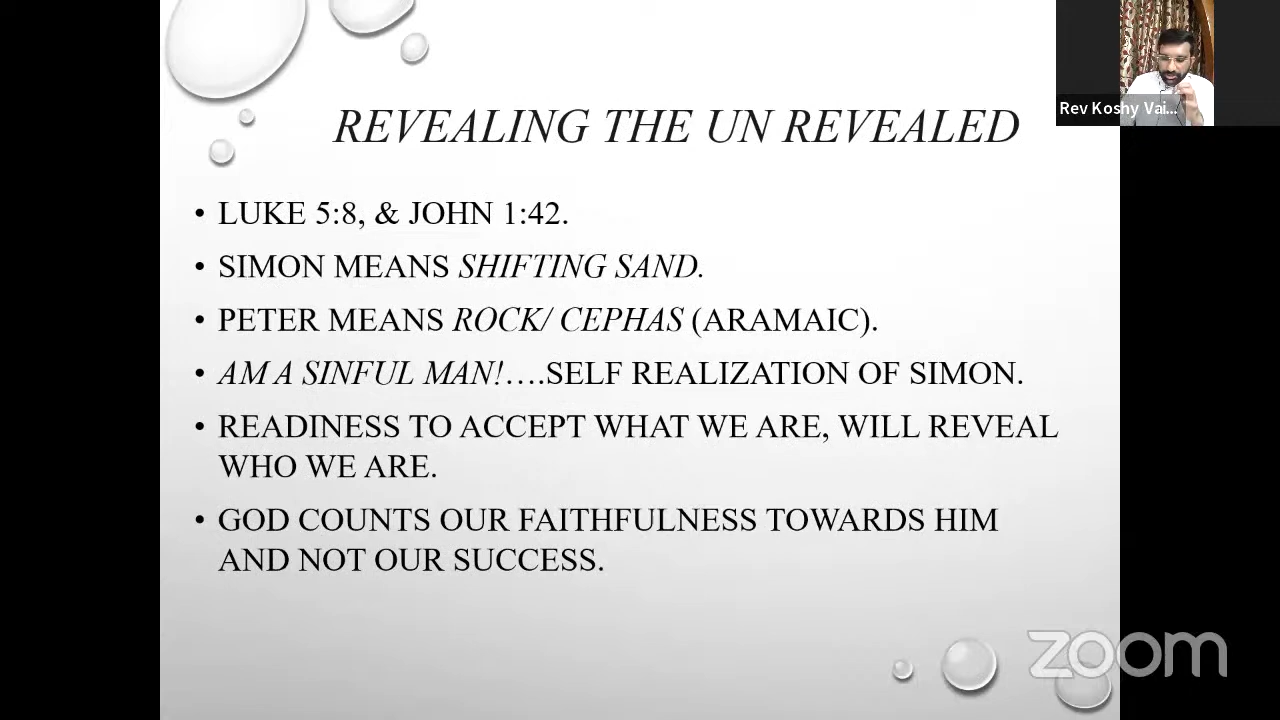 REVEALING THE UN REVEALED
Rev Koshy Vai...
• LUKE 5:8, & JOHN 1:42.
• SIMON MEANS SHIFTING SAND.
• PETER MEANS ROCK/ CEPHAS (ARAMAIC).
• AM A SINFUL MAN!….SELF REALIZATION OF SIMON.
• READINESS TO ACCEPT WHAT WE ARE, WILL REVEAL
WHO WE ARE.
• GOD COUNTS OUR FAITHFULNESS TOWARDS HIM
AND NOT OUR SUCCESS.
zoom